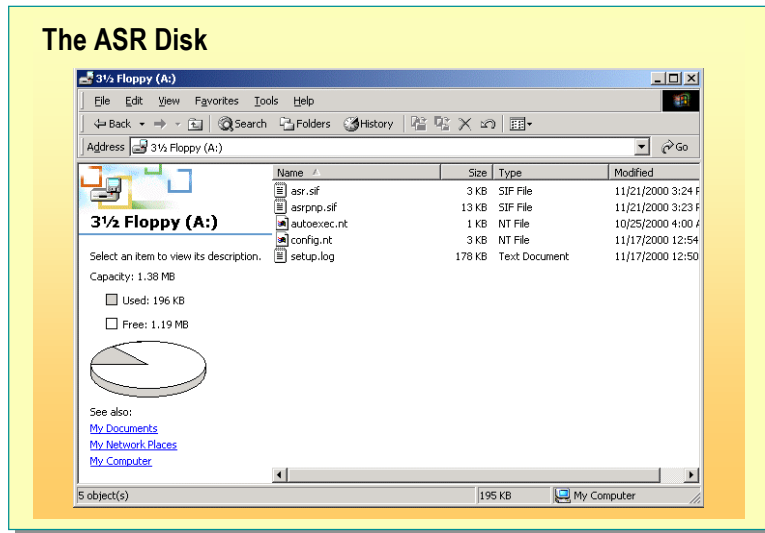 The ASR Disk
3½ Floppy (A:)
File Edit View Favorites Tools Help
Back Search Folders History
Address 3½ Floppy (A:) Go
Name Size Type Modified
asr.sif 3 KB SIF File 11/21/2000 3:24
asrpnp.sif 13 KB SIF File 11/21/2000 3:23
autoexec.nt 1 KB NT File 10/25/2000 4:00
config.nt 3 KB NT File 11/17/2000 12:54
setup.log 178 KB Text Document 11/17/2000 12:50
3½ Floppy (A:)
Select an item to view its description.
Capacity: 1.38 MB
Used: 196 KB
Free: 1.19 MB
See also:
My Documents
My Network Places
My Computer
5 object(s) 195 KB My Computer